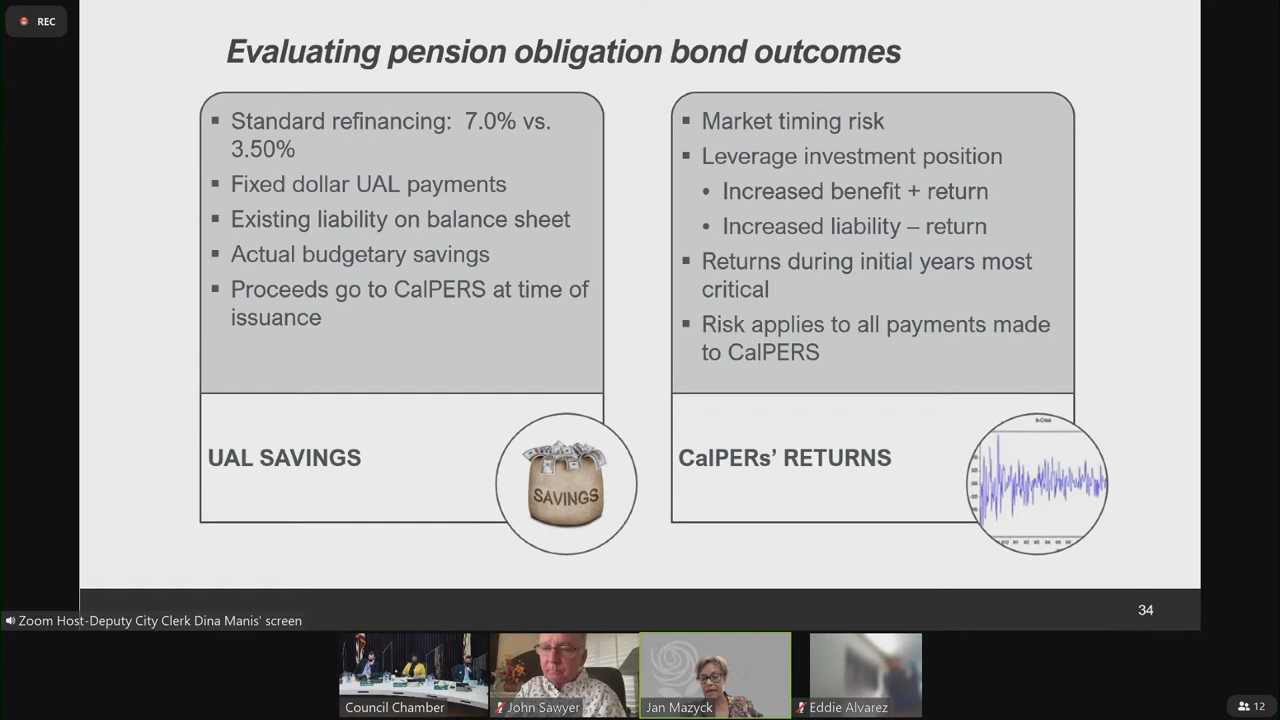 REC
Evaluating pension obligation bond outcomes
Standard refinancing: 7.0% vs.
3.50%
Fixed dollar UAL payments
Existing liability on balance sheet
Actual budgetary savings
Proceeds go to CalPERS at time of
issuance
UAL SAVINGS
SAVINGS
Market timing risk
Leverage investment position
Increased benefit + return
Increased liability – return
Returns during initial years most
critical
Risk applies to all payments made
to CalPERS
CalPERs' RETURNS
34
Zoom Host-Deputy City Clerk Dina Manis' screen
Council Chamber
John Sawyer
Jan Mazyck
Eddie Alvarez
12